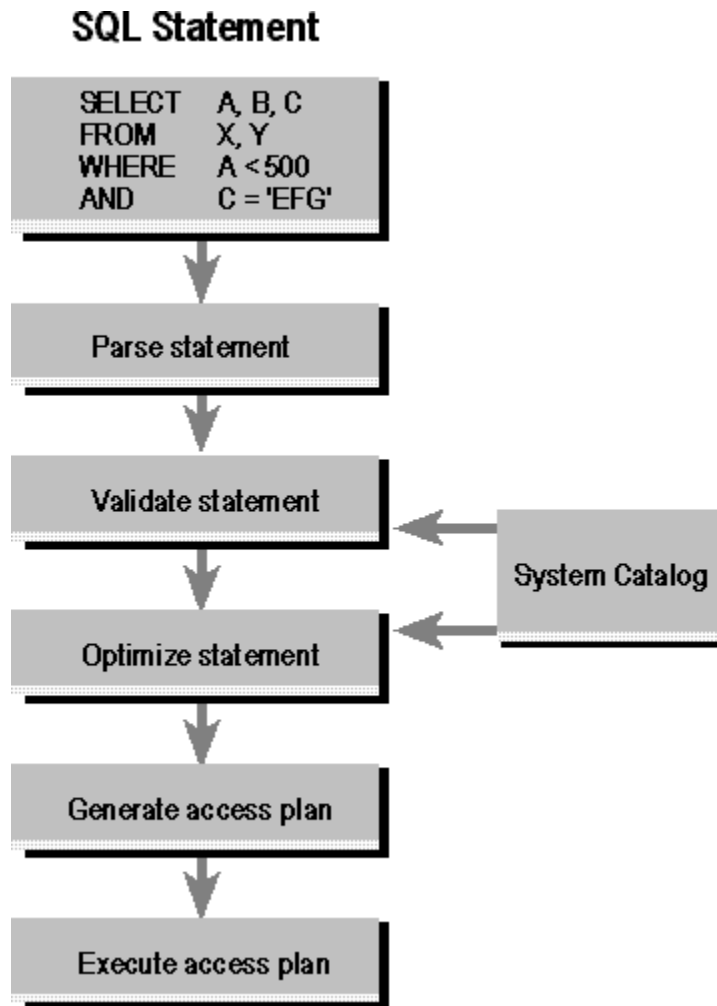 SQL Statement
SELECT A, B, C
FROM X, Y
WHERE A < 500
AND C = 'EFG'
Parse statement
Validate statement
System Catalog
Optimize statement
Generate access plan
Execute access plan